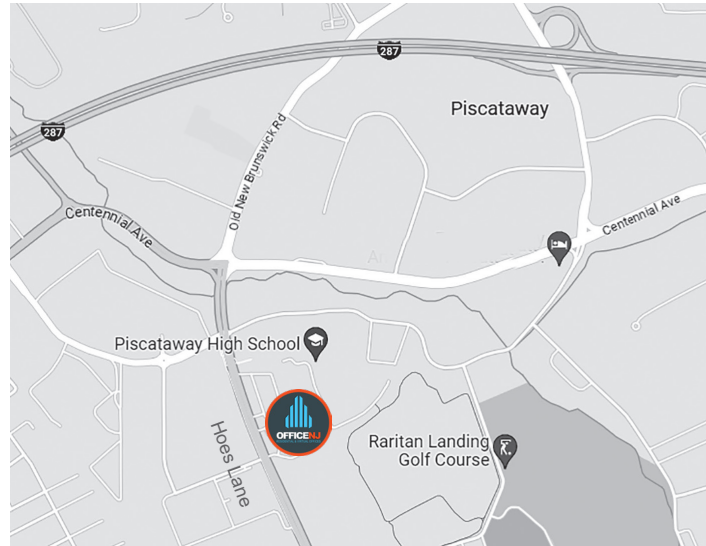 287
Piscataway
287
Old New Brunswick Rd
Centennial Ave
Centennial Ave
Piscataway High School
OFFICENJ
Hoes Lane
Raritan Landing
Golf Course